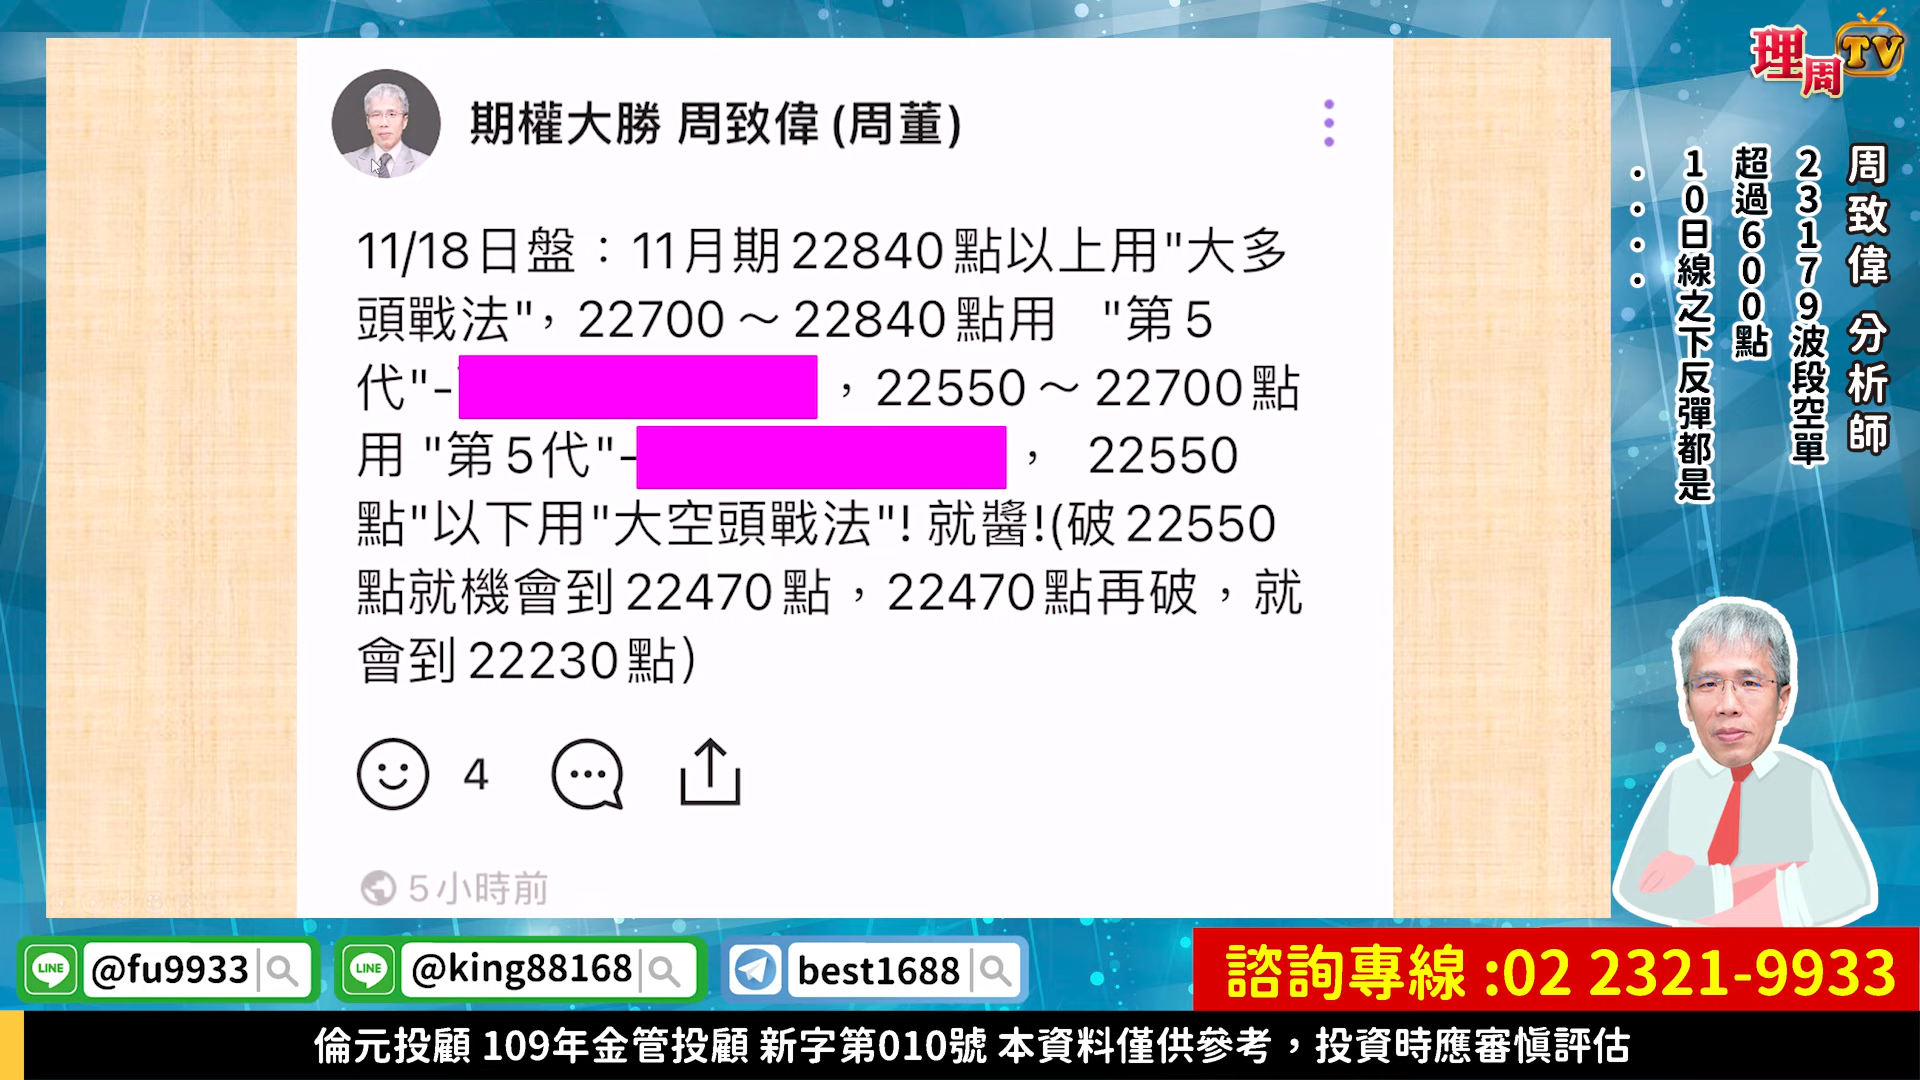 期權大勝 周致偉(周董)
11/18日盤：11月期22840點以上用"大多
頭戰法"，22700～22840點用 "第5
代"-，22550～22700點
用 "第5代"-， 22550
點"以下用"大空頭戰法"! 就醬!(破22550
點就機會到22470點，22470點再破，就
會到22230點)
4
5小時前
理周TV
周致偉 分析師
23179波段空單
超過600點
10日線之下反彈都是
....
LINE @fu9933
LINE @king88168
best1688
諮詢專線:02 2321-9933
倫元投顧 109年金管投顧 新字第010號 本資料僅供參考，投資時應審慎評估